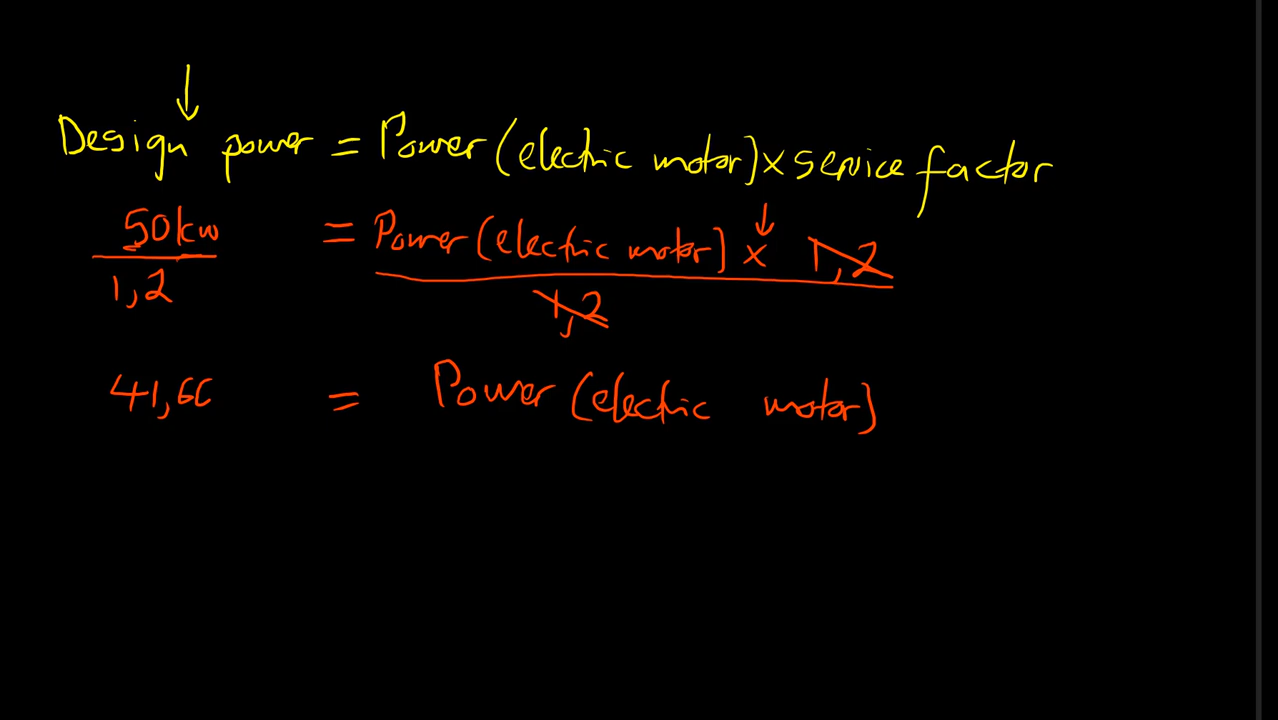 Design power = Power (electric motor) x service factor
50kw = Power (electric motor) x 1,2
1,2 1,2
41,66 = Power (electric motor)